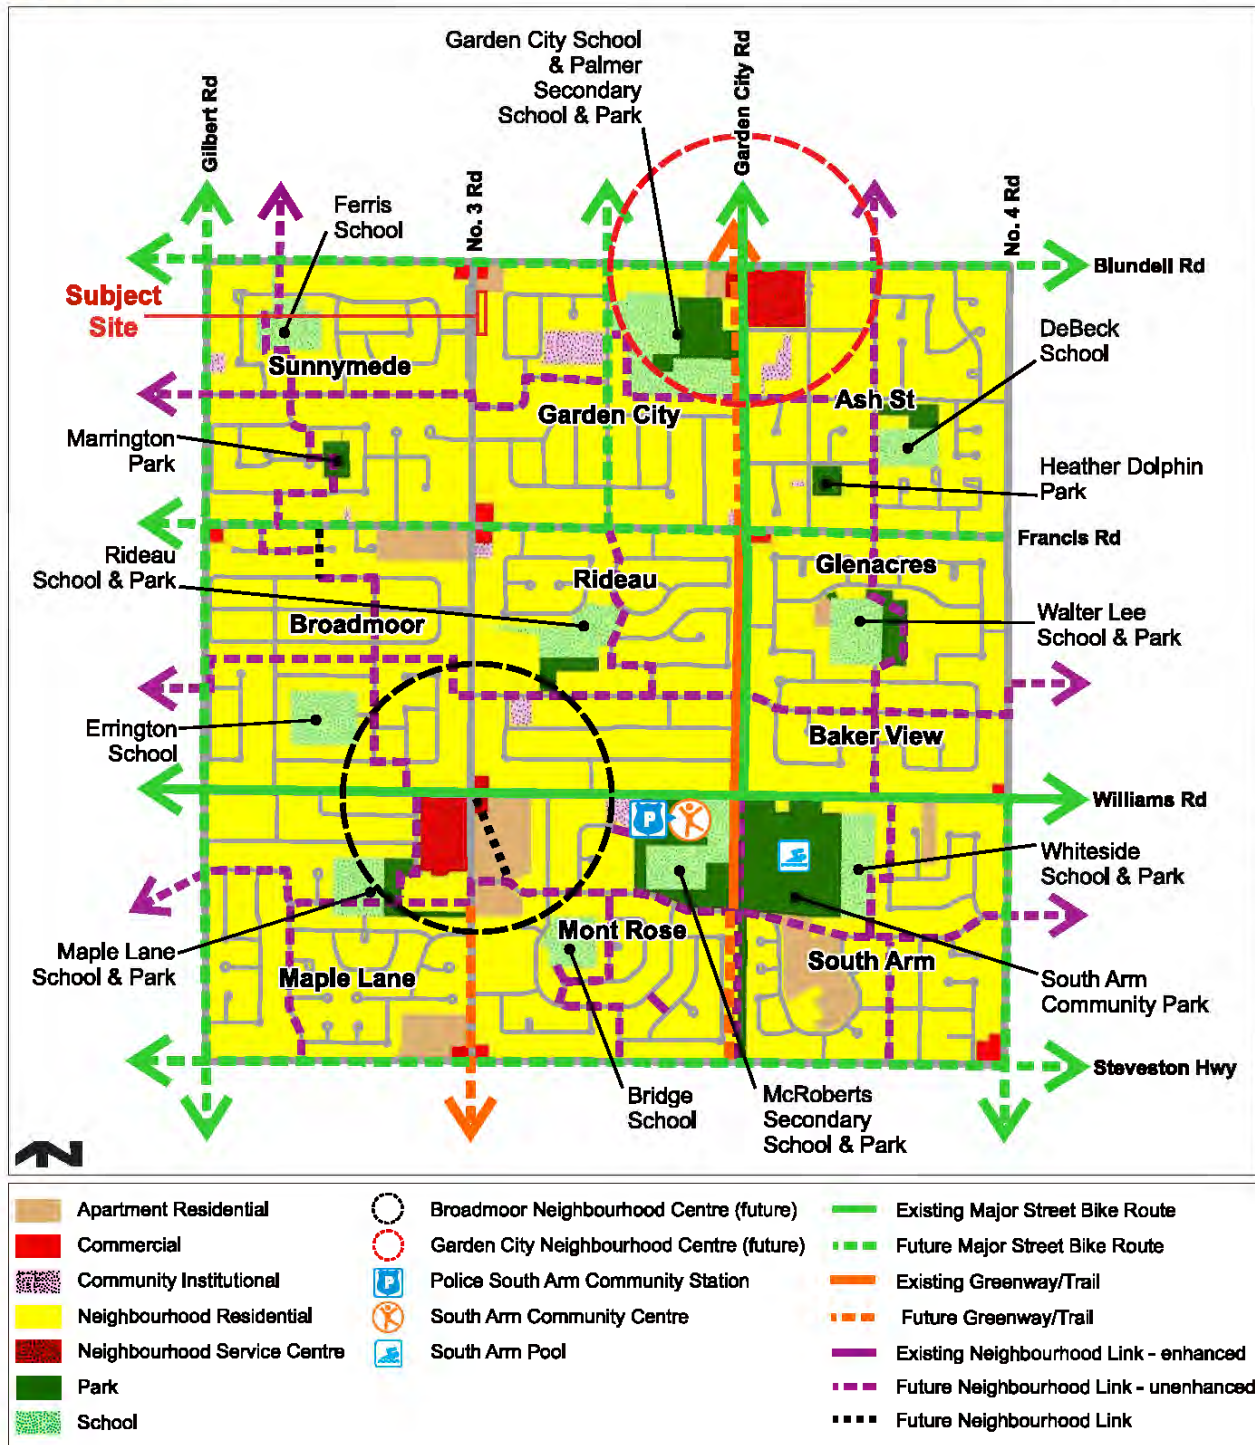 Garden City School
& Palmer
Secondary
School & Park
Garden City Rd
Gilbert Rd
No. 3 Rd
No. 4 Rd
Ferris
School
Blundell Rd
Subject
Site
DeBeck
School
Sunnymede
Ash St
Garden City
Marrington
Park
Heather Dolphin
Park
Francis Rd
Rideau
School & Park
Rideau
Glenacres
Broadmoor
Walter Lee
School & Park
Errington
School
Baker View
Williams Rd
P
Whiteside
School & Park
Mont Rose
Maple Lane
School & Park
Maple Lane
South Arm
South Arm
Community Park
Steveston Hwy
Bridge
School
McRoberts
Secondary
School & Park
N
Apartment Residential
Commercial
Community Institutional
Neighbourhood Residential
Neighbourhood Service Centre
Park
School
Broadmoor Neighbourhood Centre (future)
Garden City Neighbourhood Centre (future)
P
Police South Arm Community Station
South Arm Community Centre
South Arm Pool
Existing Major Street Bike Route
Future Major Street Bike Route
Existing Greenway/Trail
Future Greenway/Trail
Existing Neighbourhood Link - enhanced
Future Neighbourhood Link - unenhanced
Future Neighbourhood Link